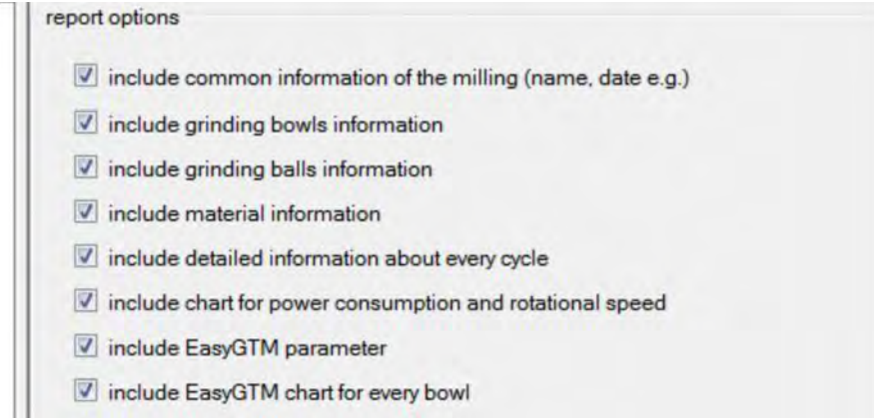 report options
include common information of the milling (name, date e.g.)
include grinding bowls information
include grinding balls information
include material information
include detailed information about every cycle
include chart for power consumption and rotational speed
include EasyGTM parameter
include EasyGTM chart for every bowl